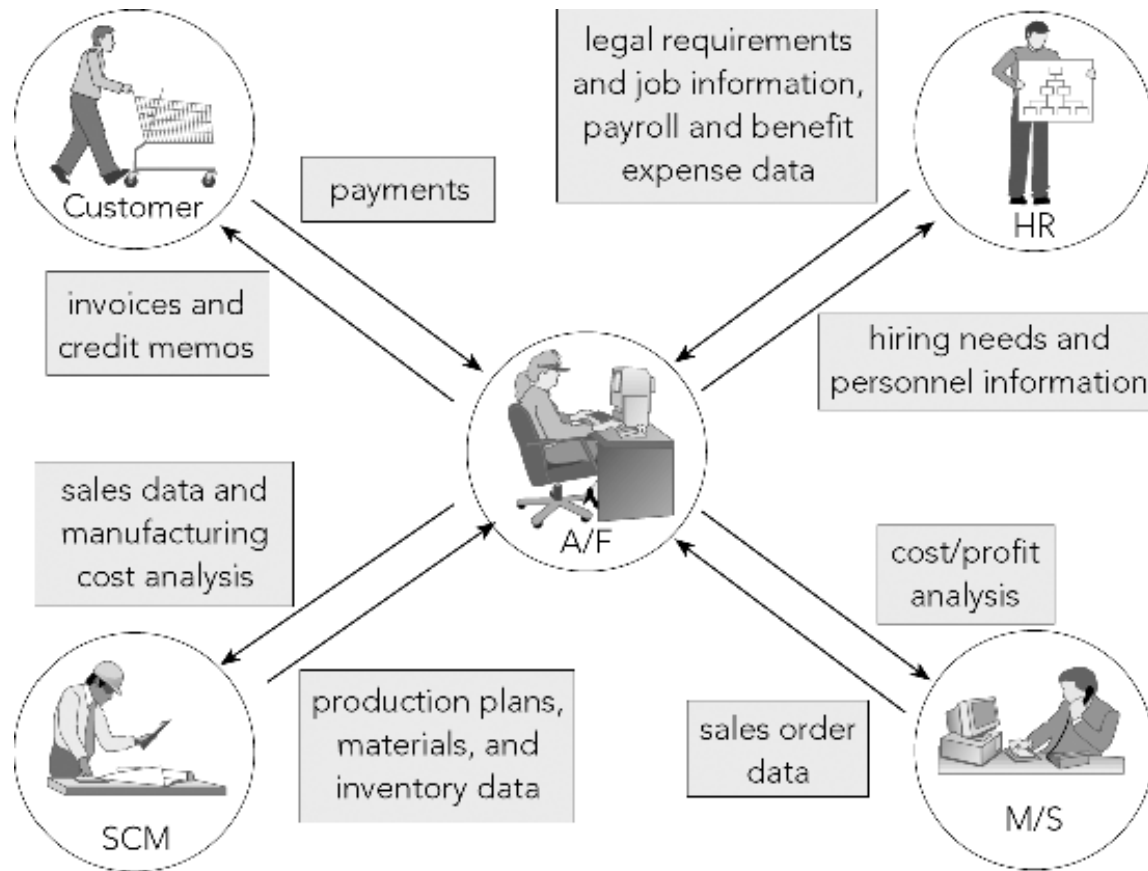 legal requirements
and job information,
payroll and benefit
expense data
Customer
payments
HR
invoices and
credit memos
hiring needs and
personnel information
A/F
sales data and
manufacturing
cost analysis
cost/profit
analysis
production plans,
materials, and
inventory data
sales order
data
SCM
M/S